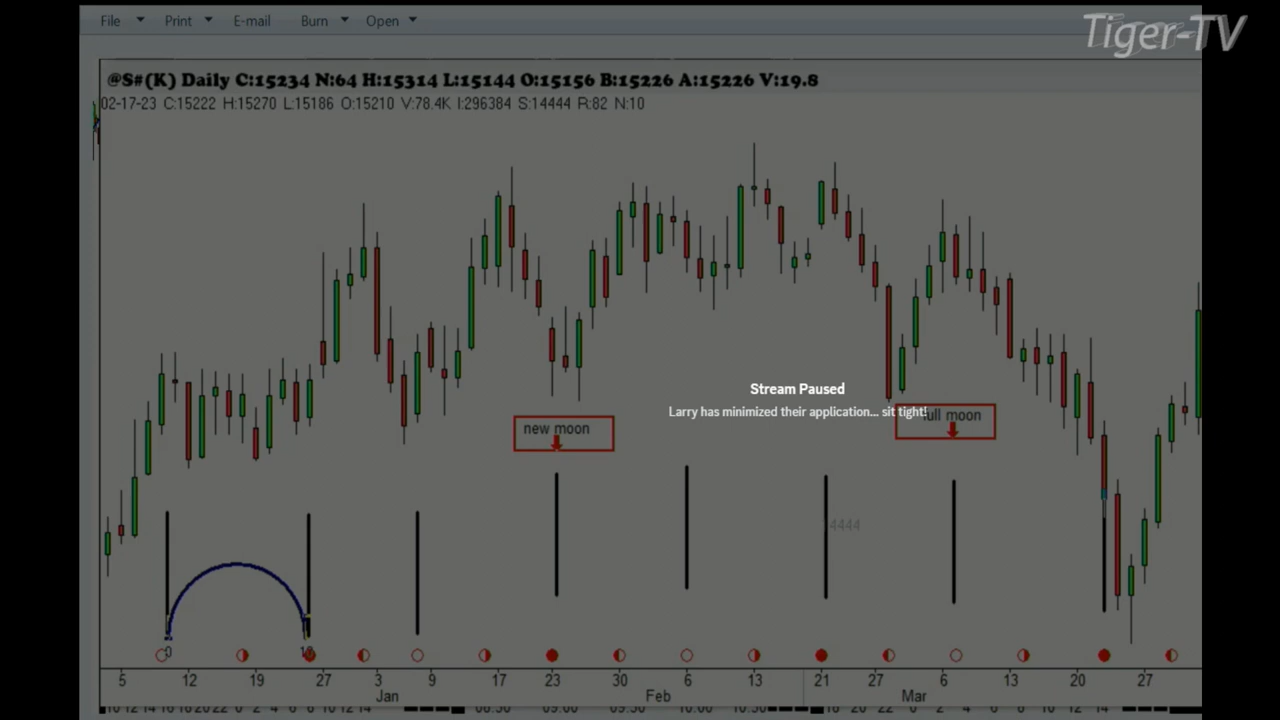 File Print E-mail Burn Open
Tiger-TV
@S#(K) Daily C:15234 N:64 H:15314 L:15144 O:15156 B:15226 A:15226 V:19.8
02-17-23 C:15222 H:15270 L:15186 O:15210 V:78.4K I:296384 S:14444 R:82 N:10
Stream Paused
Larry has minimized their application... sit tight!
full moon
new moon
4444
0
5 12 19 27 3 9 17 23 30 6 13 21 27 6 13 20 27
Jan Feb Mar